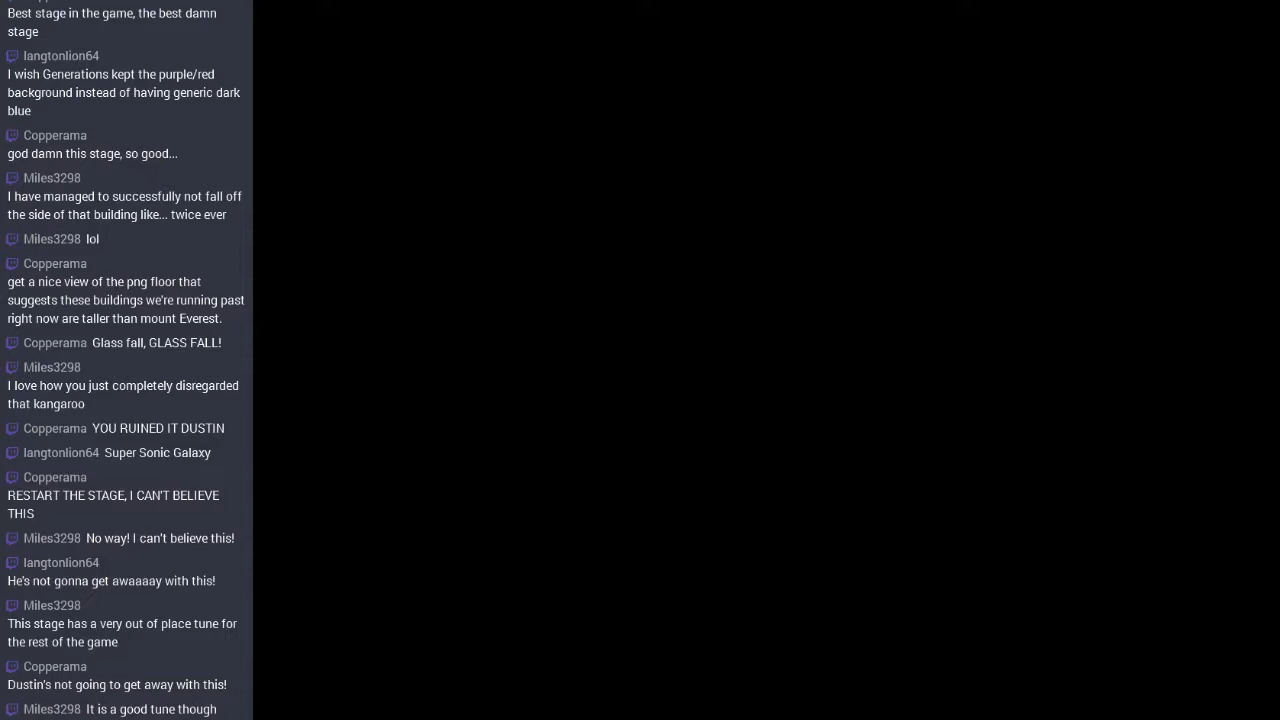 Best stage in the game, the best damn
stage
Iangtonlion64
I wish Generations kept the purple/red
background instead of having generic dark
blue
Copperama
god damn this stage, so good...
Miles3298
I have managed to successfully not fall off
the side of that building like... twice ever
Miles3298 lol
Copperama
get a nice view of the png floor that
suggests these buildings we're running past
right now are taller than mount Everest.
Copperama Glass fall, GLASS FALL!
Miles3298
I love how you just completely disregarded
that kangaroo
Copperama YOU RUINED IT DUSTIN
Iangtonlion64 Super Sonic Galaxy
Copperama
RESTART THE STAGE, I CAN'T BELIEVE
THIS
Miles3298 No way! I can't believe this!
Iangtonlion64
He's not gonna get awaaaay with this!
Miles3298
This stage has a very out of place tune for
the rest of the game
Copperama
Dustin's not going to get away with this!
Miles3298 It is a good tune though